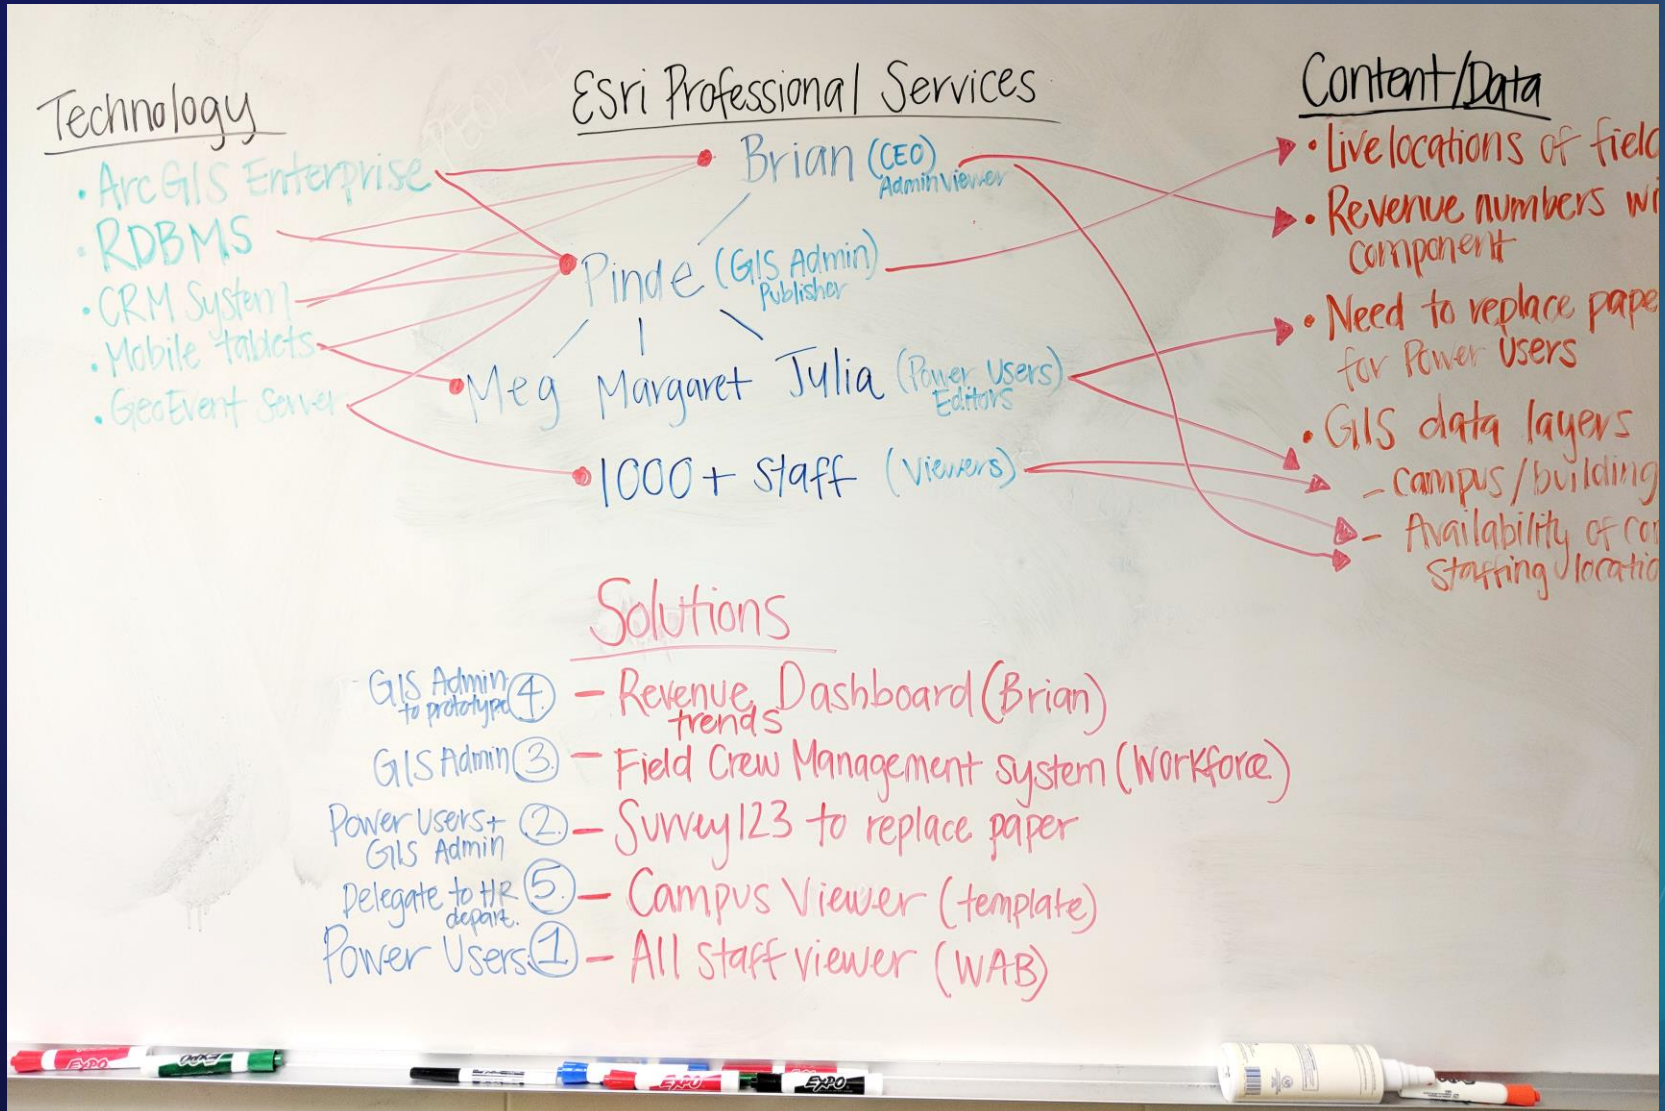 Technology
• ArcGIS Enterprise
• RDBMS
• CRM System
• Mobile tablets
• GeoEvent Server
Esri Professional Services
Brian (CEO)
Admin Viewer
Pinde (GIS Admin)
Publisher
Meg Margaret Julia (Power Users)
Editors
1000+ Staff (Viewers)
Content/Data
• Live locations of field
• Revenue numbers
component
• Need to replace
for Power Users
• GIS data layers
- Campus/building
- Availability of
Staffing
Solutions
GIS Admin
to prototype
4
- Revenue Dashboard (Brian)
trends
GIS Admin 3. - Field Crew Management system (Workforce)
Power Users +
GIS Admin
2. - Survey123 to replace paper
Delegate to HR
depart.
5. - Campus Viewer (template)
Power Users 1 - All staff viewer (WAB)
EXPO
EXPO
EXPO